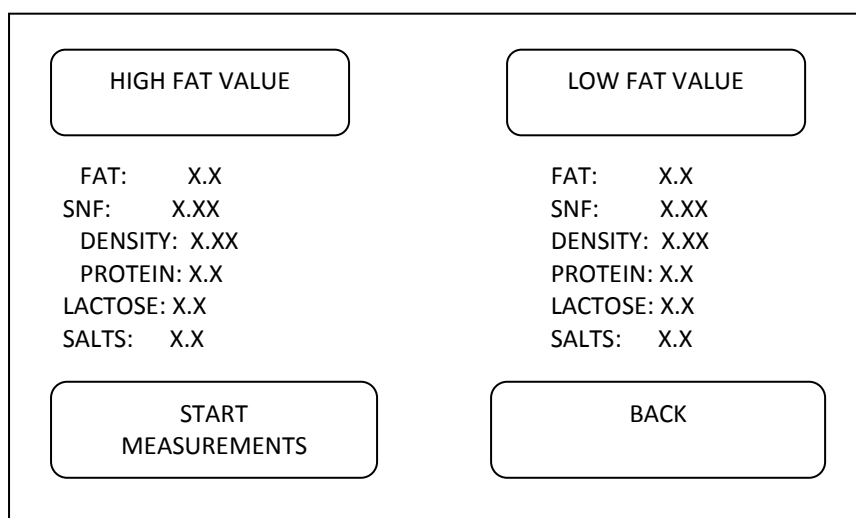 HIGH FAT VALUE
FAT: X.X
SNF: X.XX
DENSITY: X.XX
PROTEIN: X.X
LACTOSE: X.X
SALTS: X.X
LOW FAT VALUE
FAT: X.X
SNF: X.XX
DENSITY: X.XX
PROTEIN: X.X
LACTOSE: X.X
SALTS: X.X
START
MEASUREMENTS
BACK